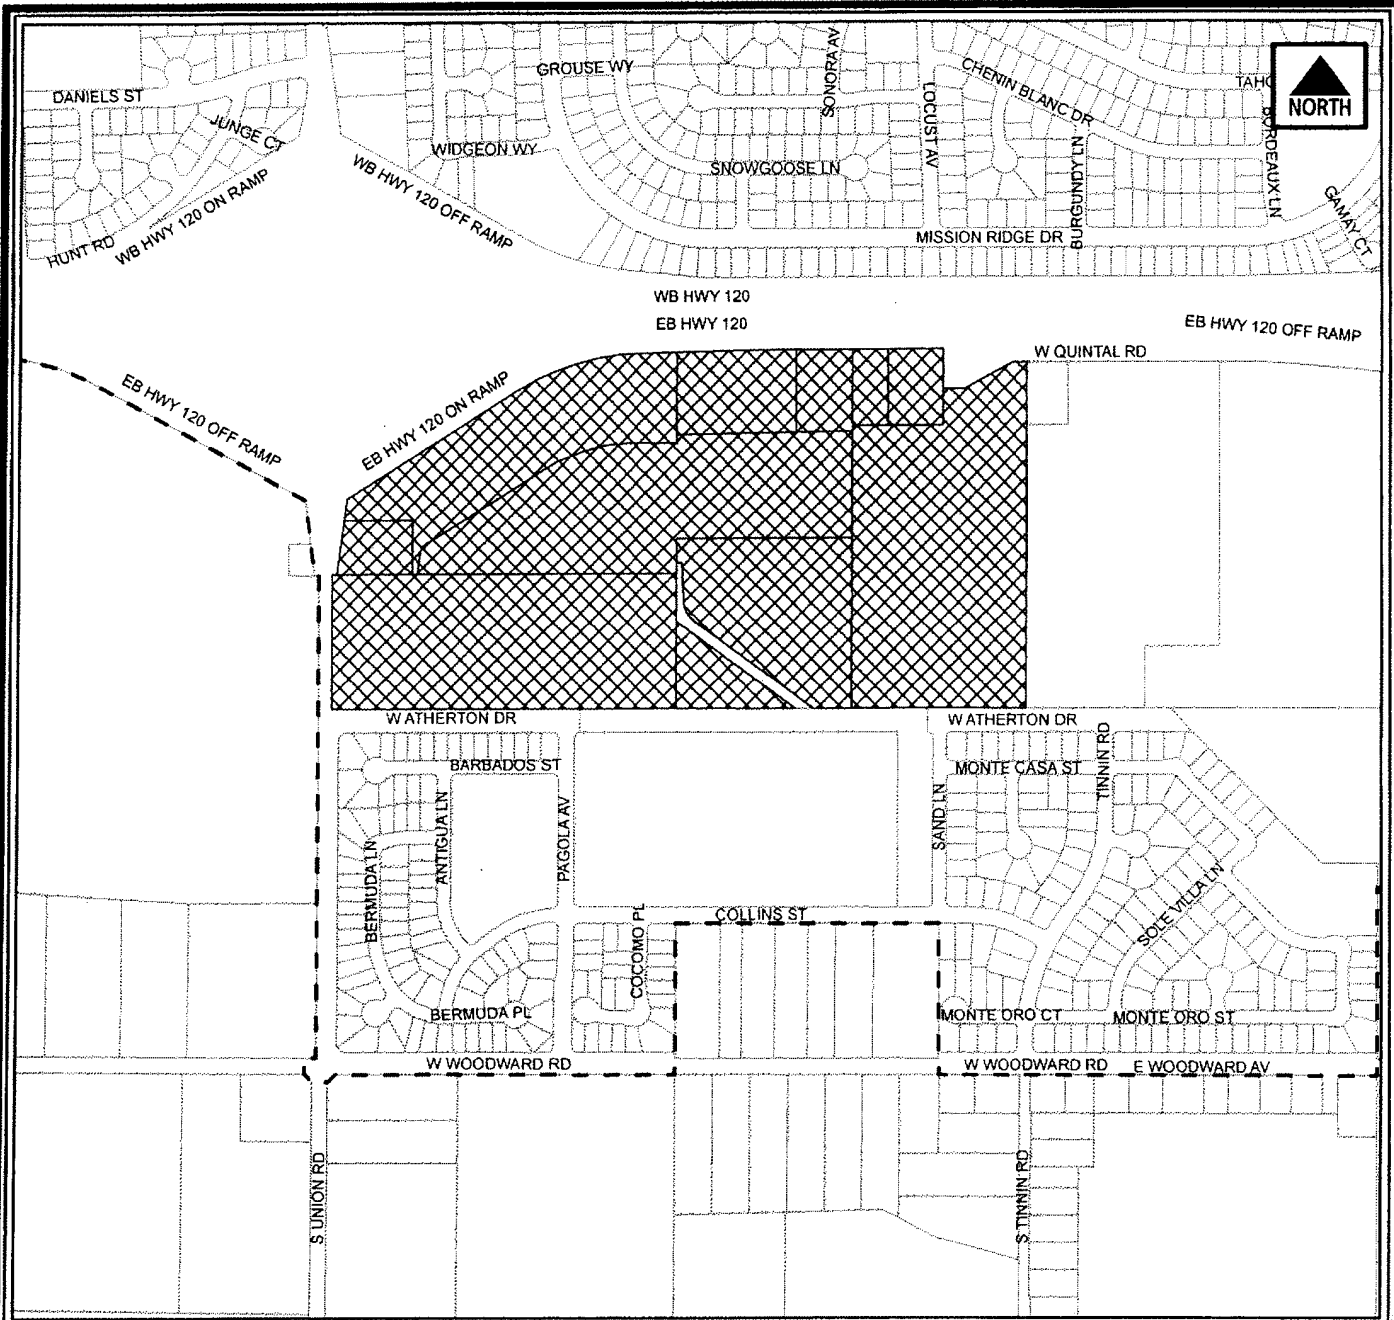 GROUSE WY
SONORA AV
CHENIN BLANC DR
TAHO
NORTH
DANIELS ST
LOCUST AV
JUNGE CT
BORDEAUX LN
WIDGEON WY
SNOWGOOSE LN
BURGUNDY LN
WB HWY 120 ON RAMP
WB HWY 120 OFF RAMP
GAMAY CT
HUNT RD
MISSION RIDGE DR
WB HWY 120
EB HWY 120
EB HWY 120 OFF RAMP
W QUINTAL RD
EB HWY 120 OFF RAMP
EB HWY 120 ON RAMP
W ATHERTON DR
W ATHERTON DR
BARBADOS ST
MONTE CASA ST
TINNIN RD
ANTIGUA LN
PAGOLA AV
SAND LN
BERMUDA LN
SOLE VILLA LN
COLLINS ST
COCOMO PL
BERMUDA PL
MONTE ORO CT
MONTE ORO ST
W WOODWARD RD
W WOODWARD RD
E WOODWARD AV
S UNION RD
S TINNIN RD